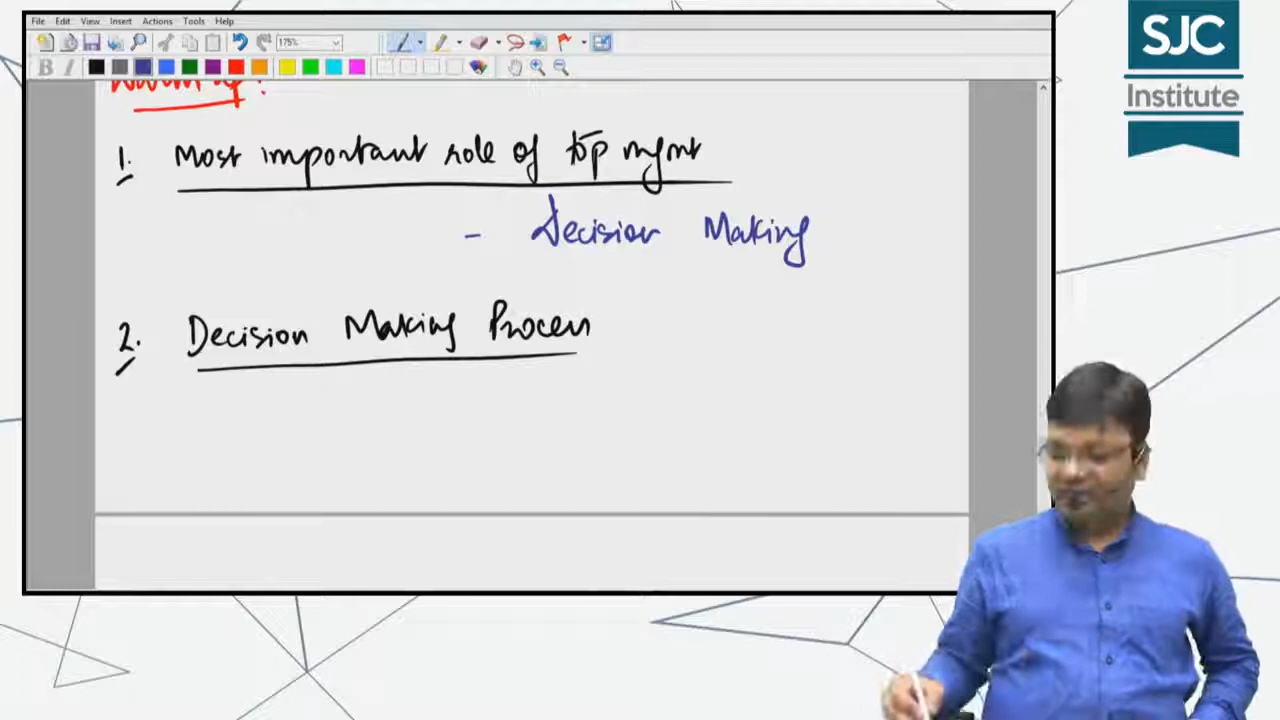 File Edit View Insert Actions Tools Help
175%
B I
1. Most important role of top mgmt
- Decision Making
2. Decision Making Process
SJC
Institute